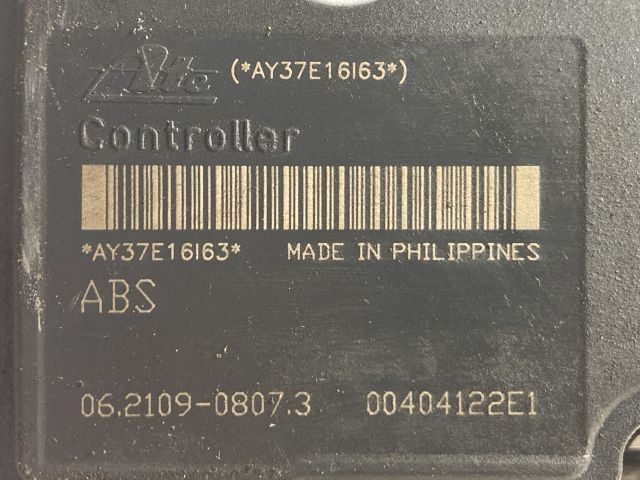 Ate (*AY37E16I63*)
Controller
*AY37E16I63* MADE IN PHILIPPINES
ABS
06.2109-0807.3 00404122E1